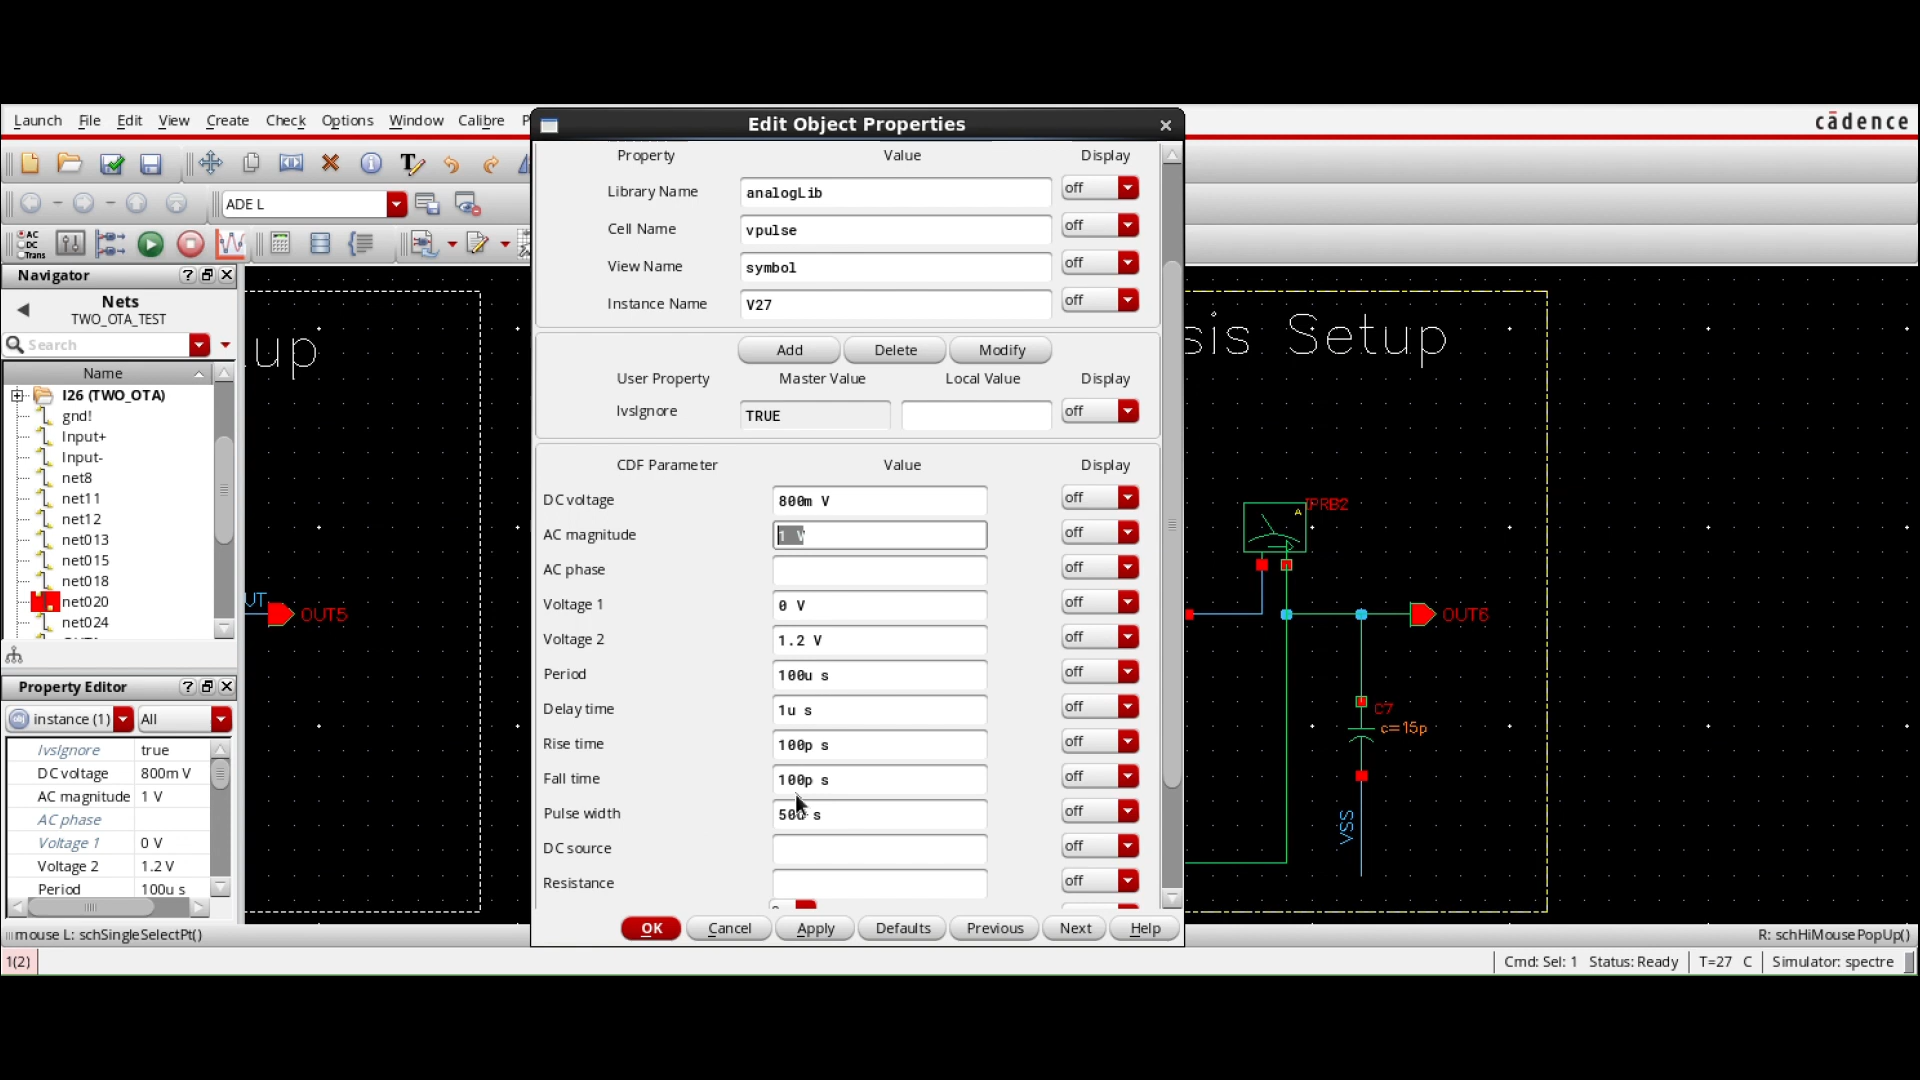 Edit Object Properties
Launch File Edit View Create Check Options Window Calibre
cādence
Property Value Display
Library Name analogLib off
ADE L
Cell Name vpulse off
AC
DC
Trans
View Name symbol off
Navigator
Instance Name V27 off
Nets
TWO_OTA_TEST
Search
Add Delete Modify
up
sis Setup
Name
User Property Master Value Local Value Display
lvsIgnore TRUE off
I26 (TWO_OTA)
gnd!
Input+
Input-
net8
net11
net12
net013
net015
net018
net020
net024
CDF Parameter Value Display
DC voltage 800m V off
AC magnitude 1 V off
AC phase off
Voltage 1 0 V off
Voltage 2 1.2 V off
Period 100u s off
Delay time 1u s off
Rise time 100p s off
Fall time 100p s off
Pulse width 50u s off
DC source off
Resistance off
IPRB2
A
UT
OUT5
OUT6
C7
c=15p
VSS
Property Editor
instance (1) All
lvsIgnore true
DC voltage 800m V
AC magnitude 1 V
AC phase
Voltage 1 0 V
Voltage 2 1.2 V
Period 100u s
OK Cancel Apply Defaults Previous Next Help
mouse L: schSingleSelectPt()
R: schHiMousePopUp()
1(2)
Cmd: Sel: 1 Status: Ready T=27 C Simulator: spectre